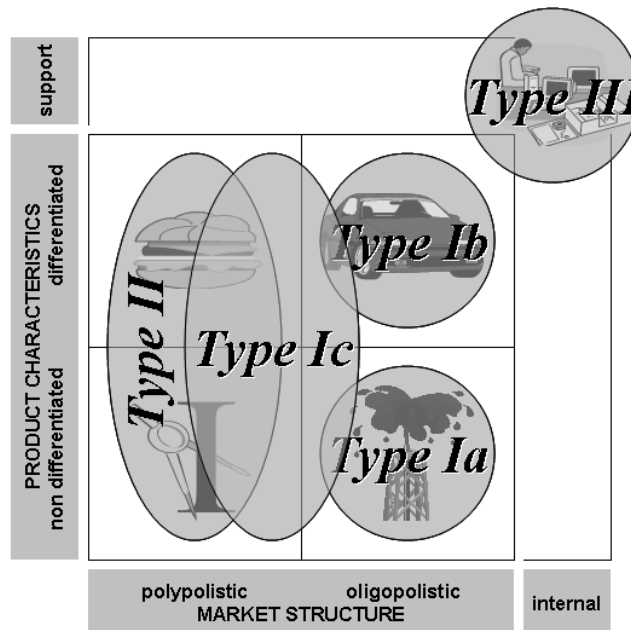 support
Type III
PRODUCT CHARACTERISTICS
differentiated
non differentiated
Type II
Type Ic
Type Ib
Type Ia
I
polypolistic
oligopolistic
internal
MARKET STRUCTURE